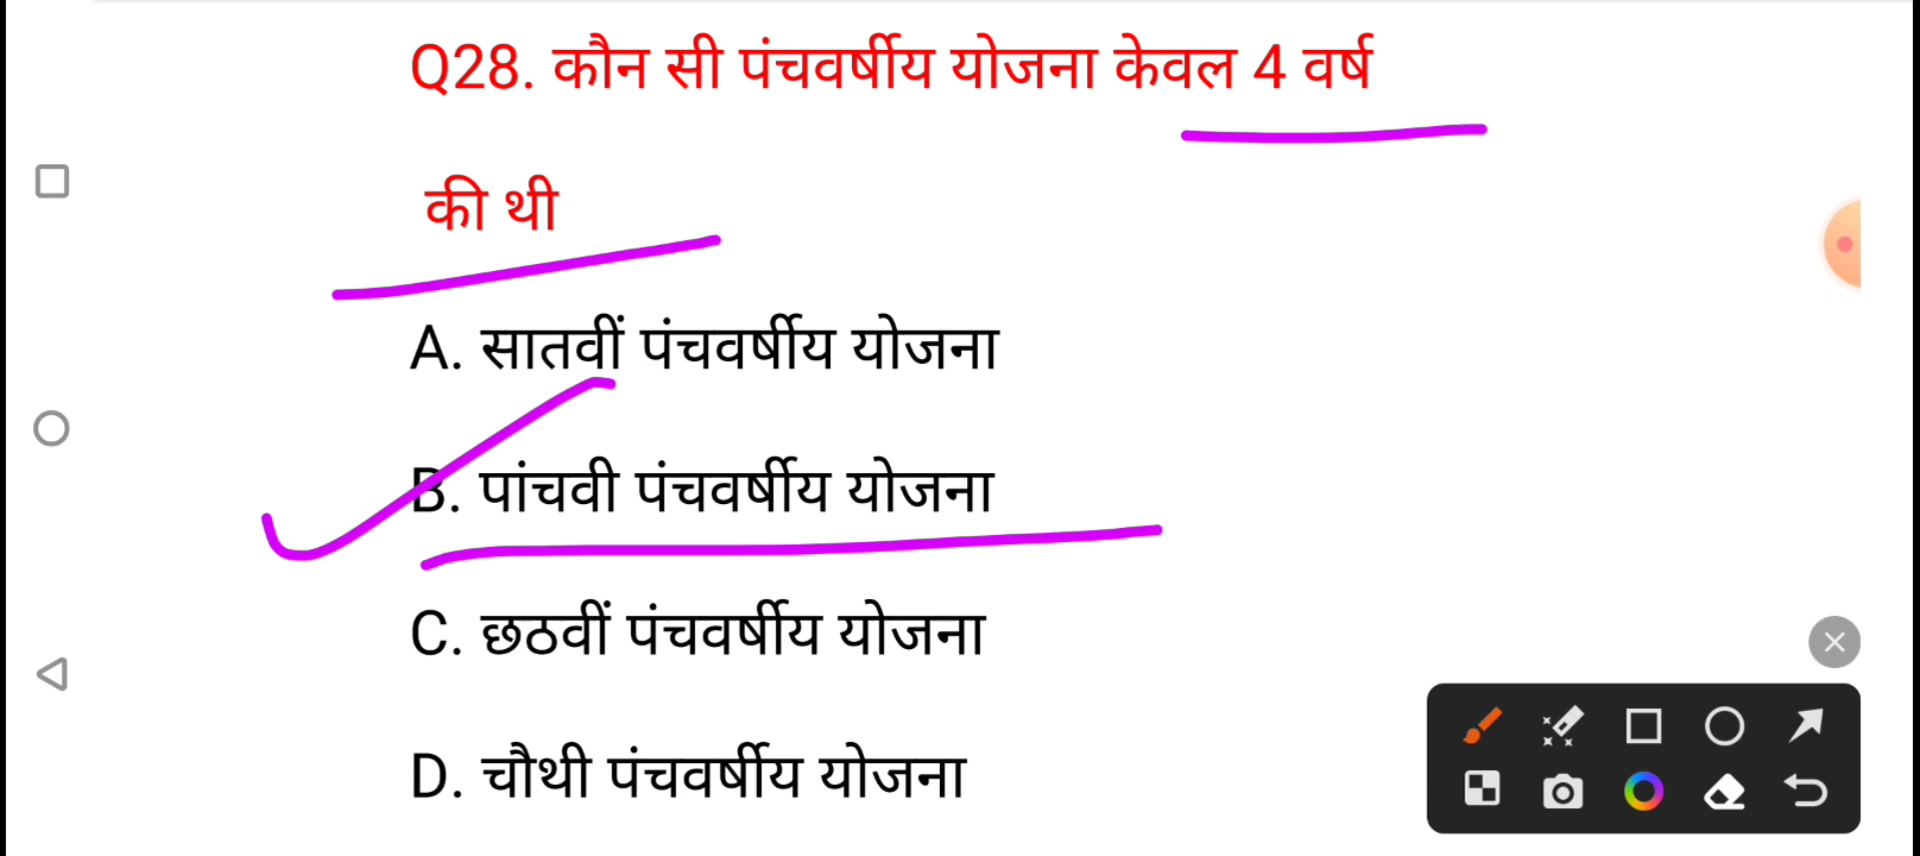 Q28. कौन सी पंचवर्षीय योजना केवल 4 वर्ष
की थी
A. सातवीं पंचवर्षीय योजना
B. पांचवी पंचवर्षीय योजना
C. छठवीं पंचवर्षीय योजना
D. चौथी पंचवर्षीय योजना